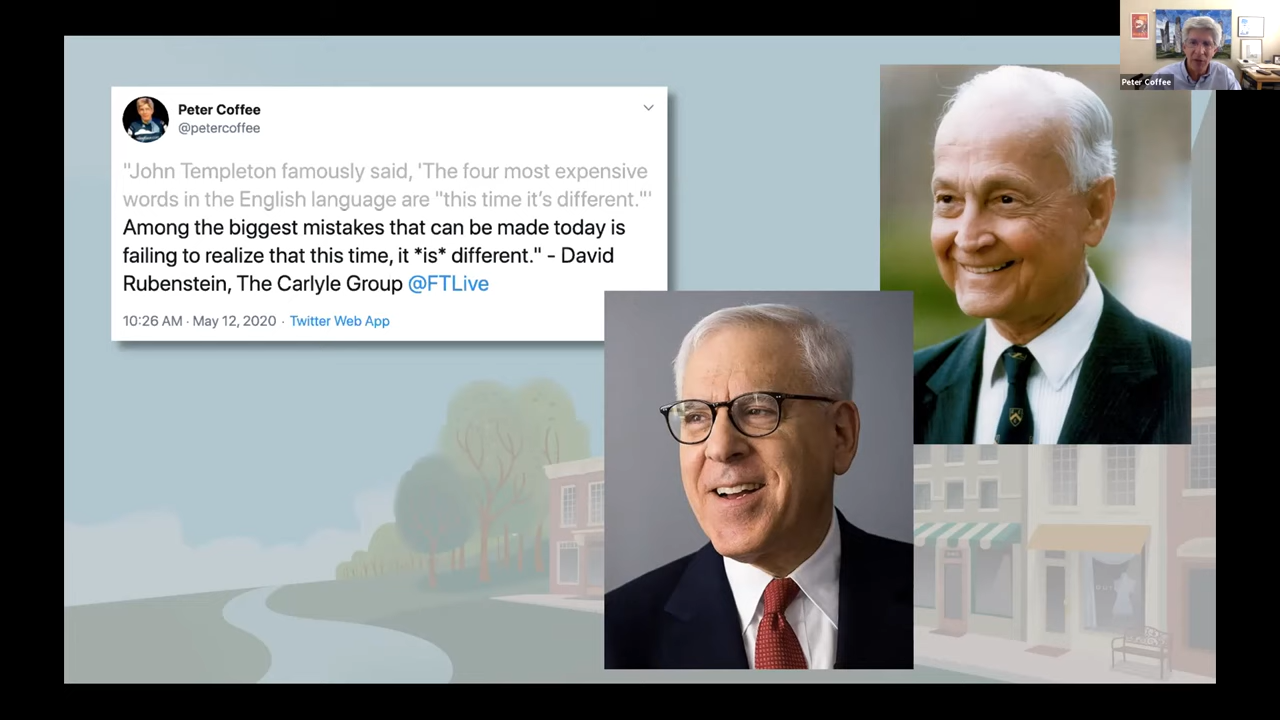 Peter Coffee
@petercoffee
"John Templeton famously said, 'The four most expensive
words in the English language are "this time it's different."'
Among the biggest mistakes that can be made today is
failing to realize that this time, it *is* different." - David
Rubenstein, The Carlyle Group @FTLive
10:26 AM · May 12, 2020 · Twitter Web App
Peter Coffee